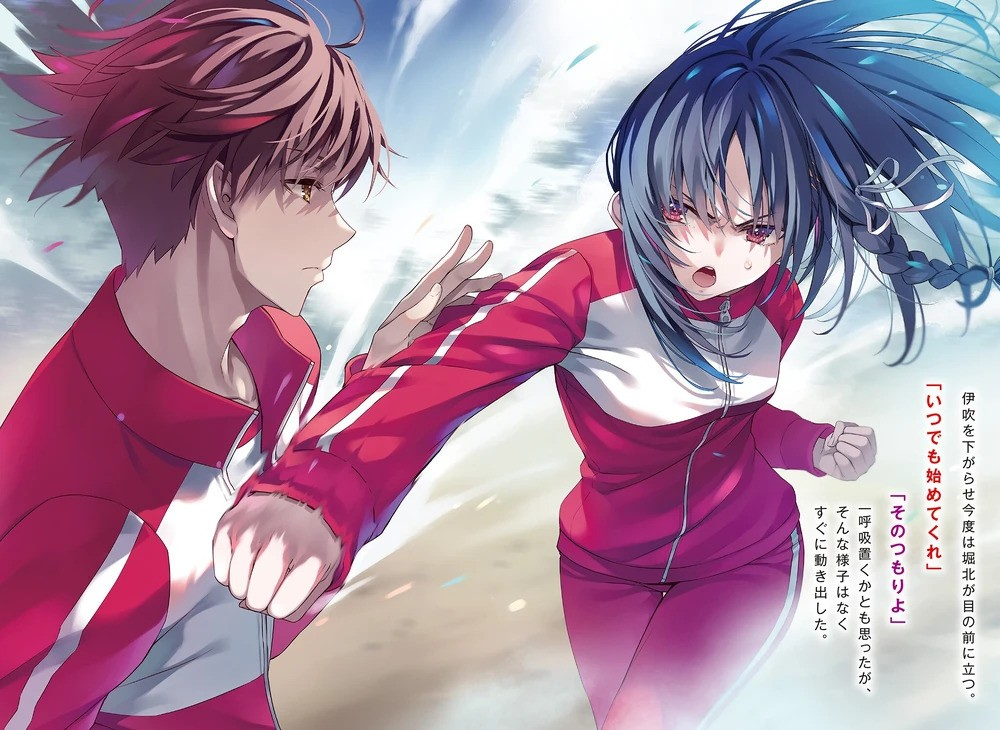 伊吹を下がらせ今度は堀北が目の前に立つ。
「いつでも始めてくれ」
「そのつもりよ」
一呼吸置くかとも思ったが、
そんな様子はなく
すぐに動き出した。